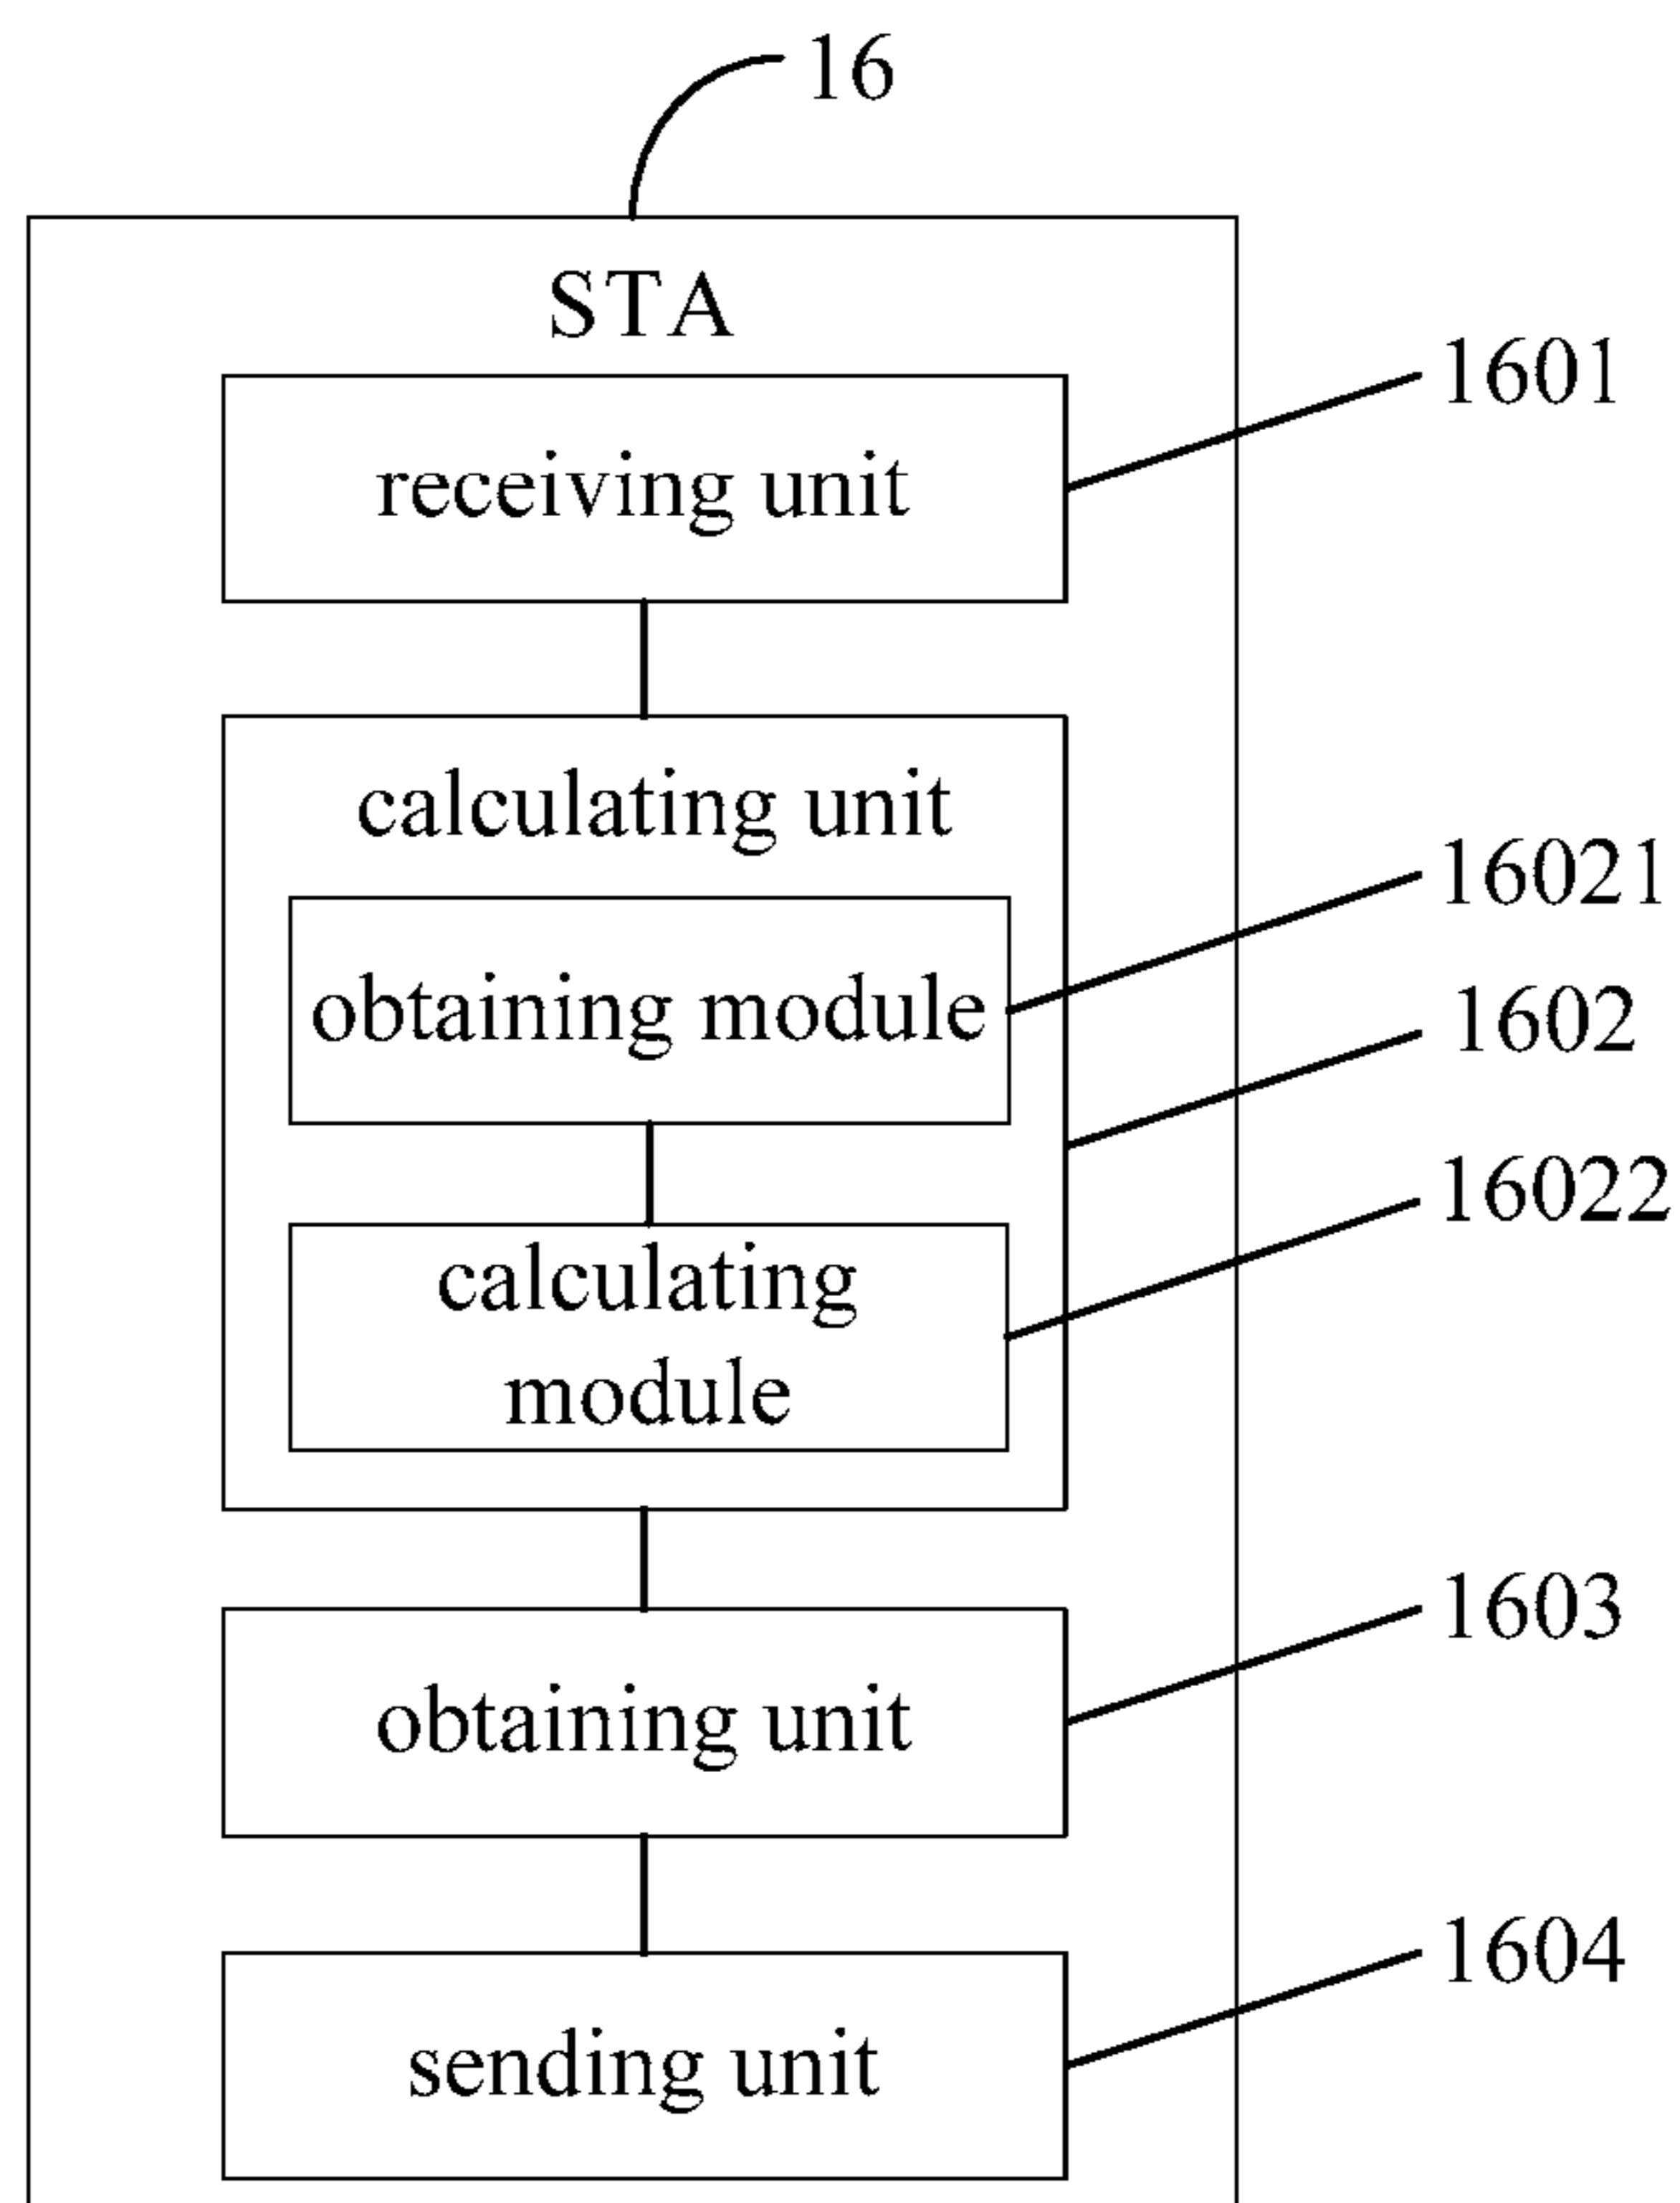 16
STA
1601
receiving unit
calculating unit
16021
obtaining module
1602
16022
calculating
module
1603
obtaining unit
1604
sending unit